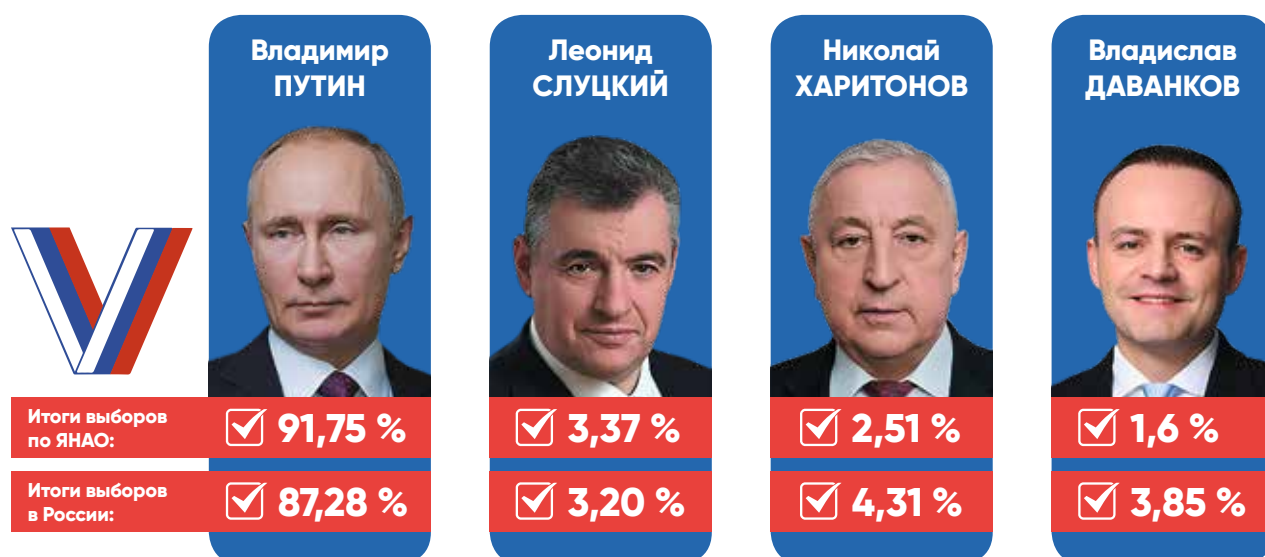 Владимир
ПУТИН
Леонид
СЛУЦКИЙ
Николай
ХАРИТОНОВ
Владислав
ДАВАНКОВ
Итоги выборов
по ЯНАО:
91,75 %
3,37 %
2,51 %
1,6 %
Итоги выборов
в России:
87,28 %
3,20 %
4,31 %
3,85 %